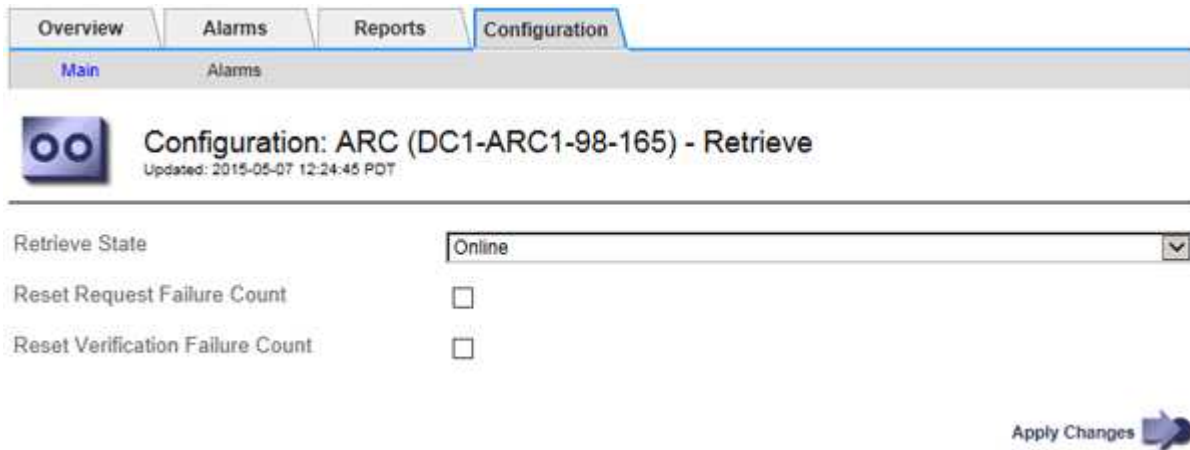 Overview Alarms Reports Configuration
Main Alarms
Configuration: ARC (DC1-ARC1-98-165) - Retrieve
Updated: 2015-05-07 12:24:45 PDT
Retrieve State Online
Reset Request Failure Count
Reset Verification Failure Count
Apply Changes